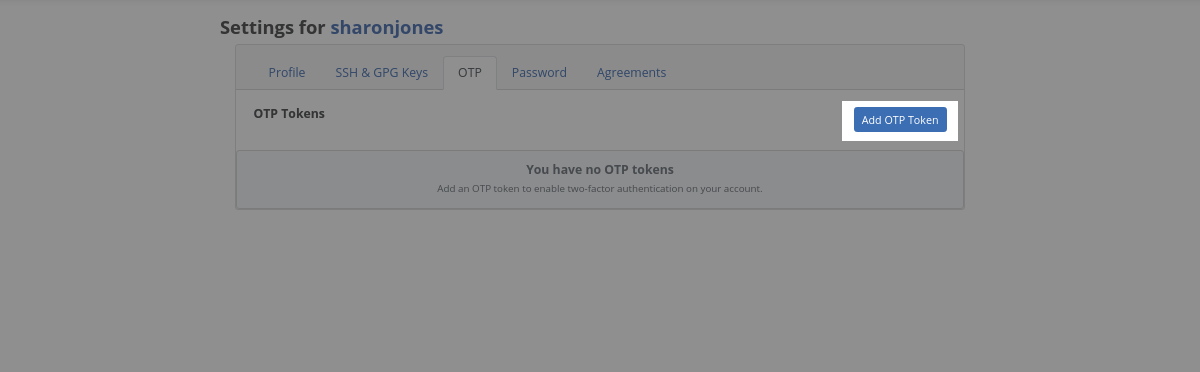 Settings for sharonjones
Profile SSH & GPG Keys OTP Password Agreements
OTP Tokens Add OTP Token
You have no OTP tokens
Add an OTP token to enable two-factor authentication on your account.